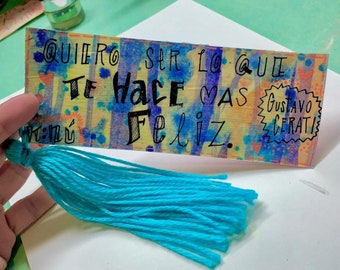 QUIERO SER LO QUE
TE HACE MAS
FELIZ.
GUSTAVO
CERATI